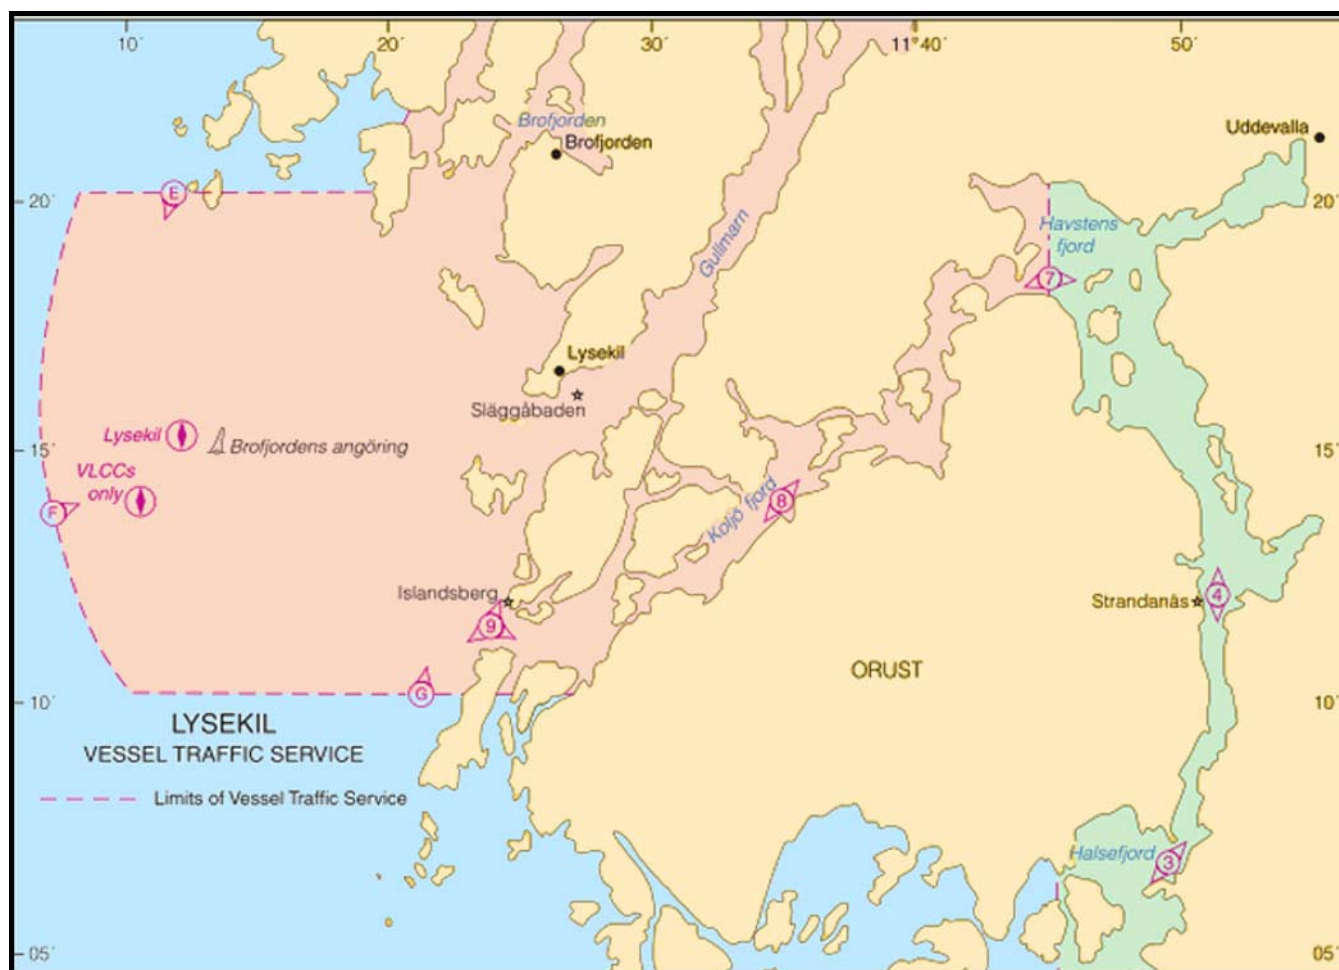 10´
20´
30´
11°40´
50´
Brofjorden
Brofjorden
Uddevalla
E
20´
20´
Gullmarn
Havstens
fjord
7
Lysekil
Släggåbaden
Lysekil
Brofjordens angöring
15´
15´
VLCCs
only
F
8
Koljö fjord
Islandsberg
9
Strandanäs
4
ORUST
G
10´
10´
LYSEKIL
VESSEL TRAFFIC SERVICE
Limits of Vessel Traffic Service
Halsefjord
3
05´
05´